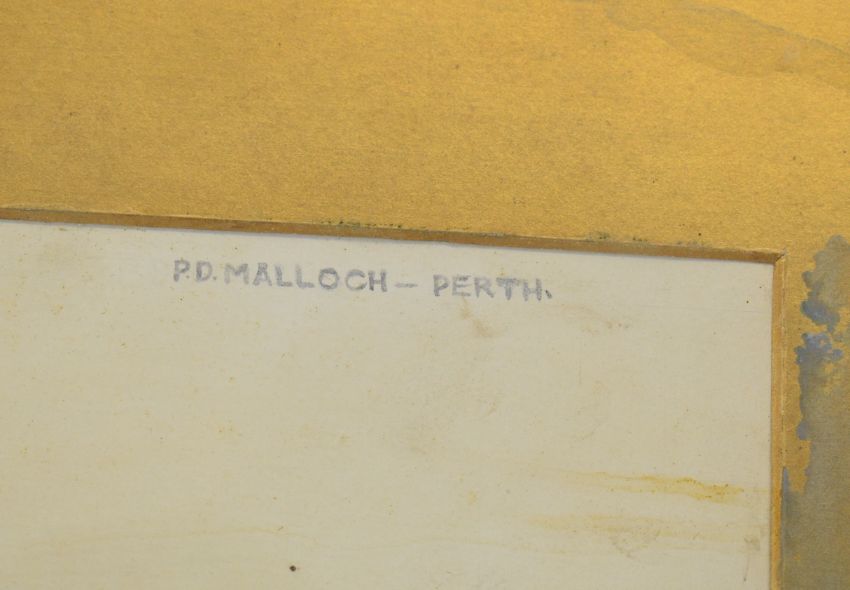 P.D. MALLOCH – PERTH.